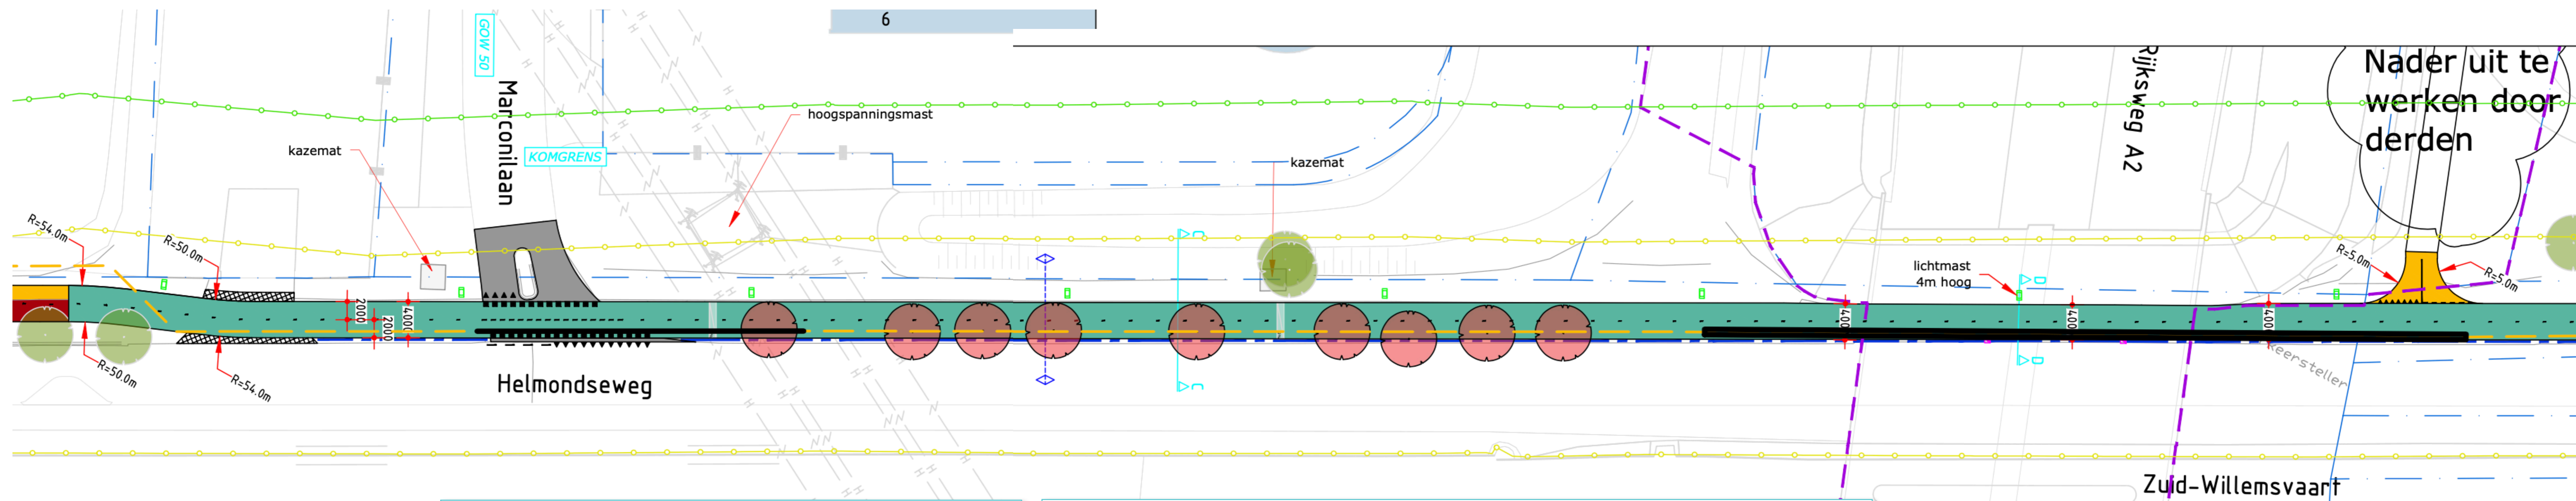 6
GOW 50
Marconilaan
KOMGRENS
hoogspanningsmast
kazemat
kazemat
Rijksweg A2
Nader uit te
werken door
derden
R=54.0m
R=50.0m
R=50.0m
R=54.0m
2000
2000
4000
C
C
lichtmast
4m hoog
D
D
R=5.0m
R=5.0m
400
400
400
keersteller
Helmondseweg
Zuid-Willemsvaart